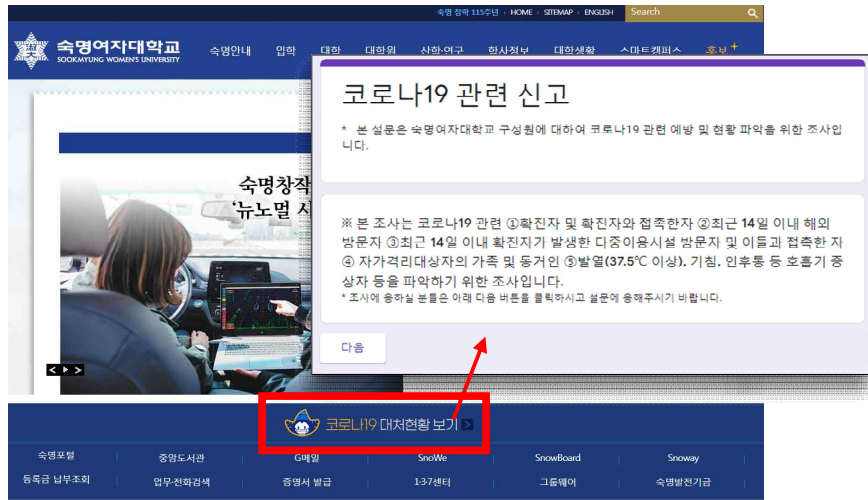 숙명 창학 115주년 HOME SITEMAP ENGLISH Search
숙명여자대학교
SOOKMYUNG WOMEN'S UNIVERSITY
숙명안내 입학 대학 대학원 산학·연구 학사정보 대학생활 스마트캠퍼스 홍보
숙명창작
'뉴노멀 시
코로나19 관련 신고
* 본 설문은 숙명여자대학교 구성원에 대하여 코로나19 관련 예방 및 현황 파악을 위한 조사입
니다.
※ 본 조사는 코로나19 관련 ①확진자 및 확진자와 접족한자 ②최근 14일 이내 해외
방문자 ③최근 14일 이내 확진자가 발생한 다중이용시설 방문자 및 이들과 접족한 자
④ 자가격리대상자의 가족 및 동거인 ⑤발열(37.5℃ 이상), 기침, 인후통 등 호흡기 증
상자 등을 파악하기 위한 조사입니다.
* 조사에 응하실 분들은 아래 다음 버튼을 클릭하시고 설문에 응해주시기 바랍니다.
다음
코로나19 대처현황 보기
숙명포털 중앙도서관 G메일 SnoWe SnowBoard Snoway
등록금 납부조회 업무·전화검색 증명서 발급 1-3-7센터 그룹웨어 숙명발전기금